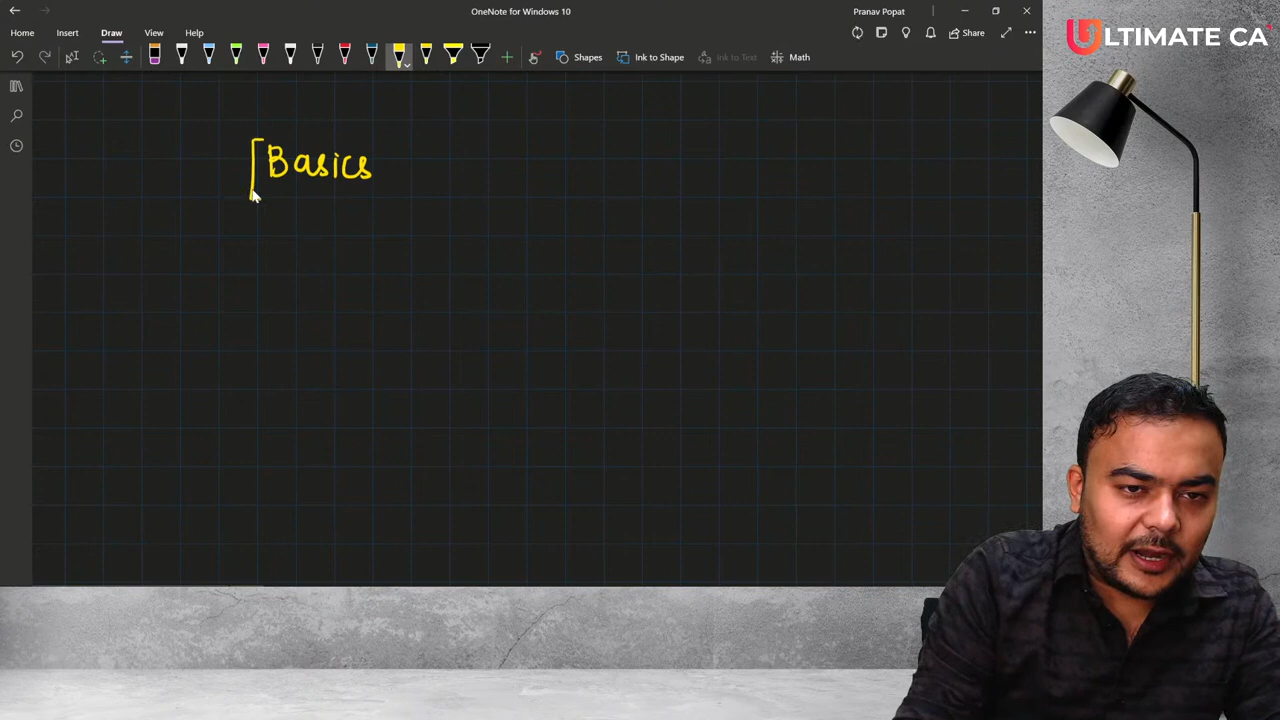 OneNote for Windows 10
Pranav Popat
Home Insert Draw View Help
Share
Shapes Ink to Shape Ink to Text Math
ULTIMATE CA
Basics